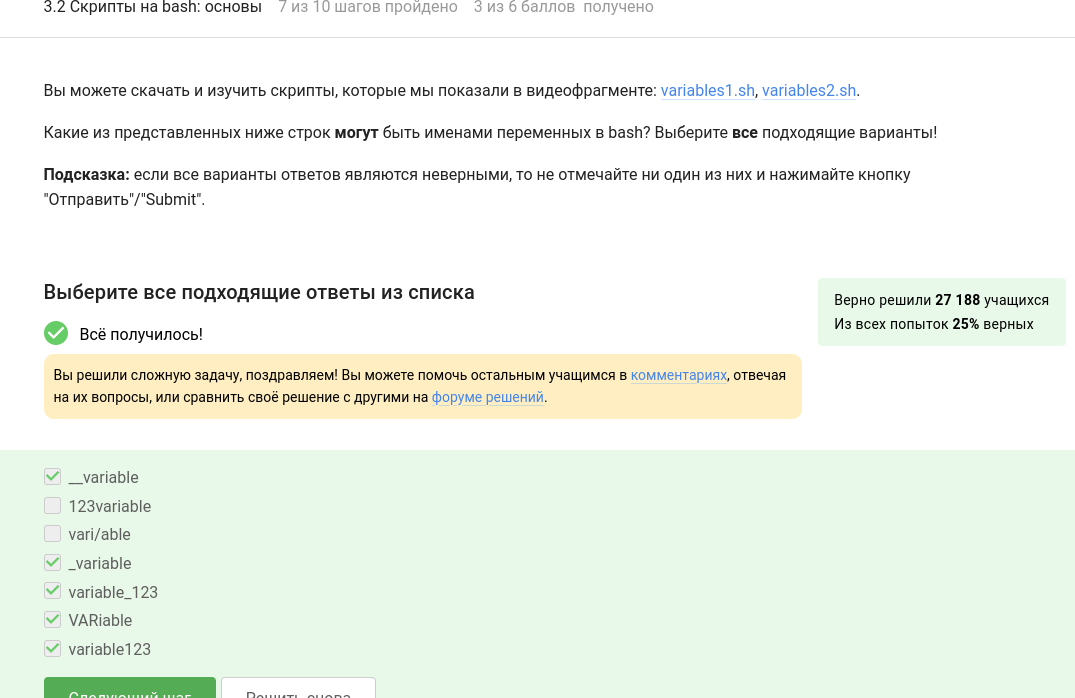 3.2 Скрипты на bash: основы 7 из 10 шагов пройдено 3 из 6 баллов получено
Вы можете скачать и изучить скрипты, которые мы показали в видеофрагменте: variables1.sh, variables2.sh.
Какие из представленных ниже строк могут быть именами переменных в bash? Выберите все подходящие варианты!
Подсказка: если все варианты ответов являются неверными, то не отмечайте ни один из них и нажимайте кнопку
"Отправить"/"Submit".
Выберите все подходящие ответы из списка
Верно решили 27 188 учащихся
Из всех попыток 25% верных
Всё получилось!
Вы решили сложную задачу, поздравляем! Вы можете помочь остальным учащимся в комментариях, отвечая
на их вопросы, или сравнить своё решение с другими на форуме решений.
__variable
123variable
vari/able
_variable
variable_123
VARiable
variable123
Следующий шаг Решить снова